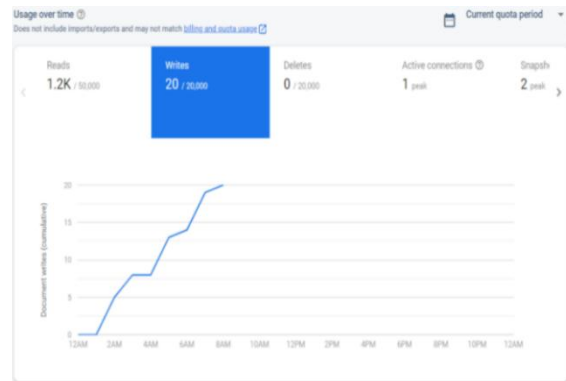 Usage over time
Does not include imports/exports and may not match billing and quota usage
Current quota period
Reads
1.2K / 50,000
Writes
20 / 20,000
Deletes
0 / 20,000
Active connections
1 peak
Snapsh
2 peak
Document writes (cumulative)
20
15
10
5
0
12AM 2AM 4AM 6AM 8AM 10AM 12PM 2PM 4PM 6PM 8PM 10PM 12AM